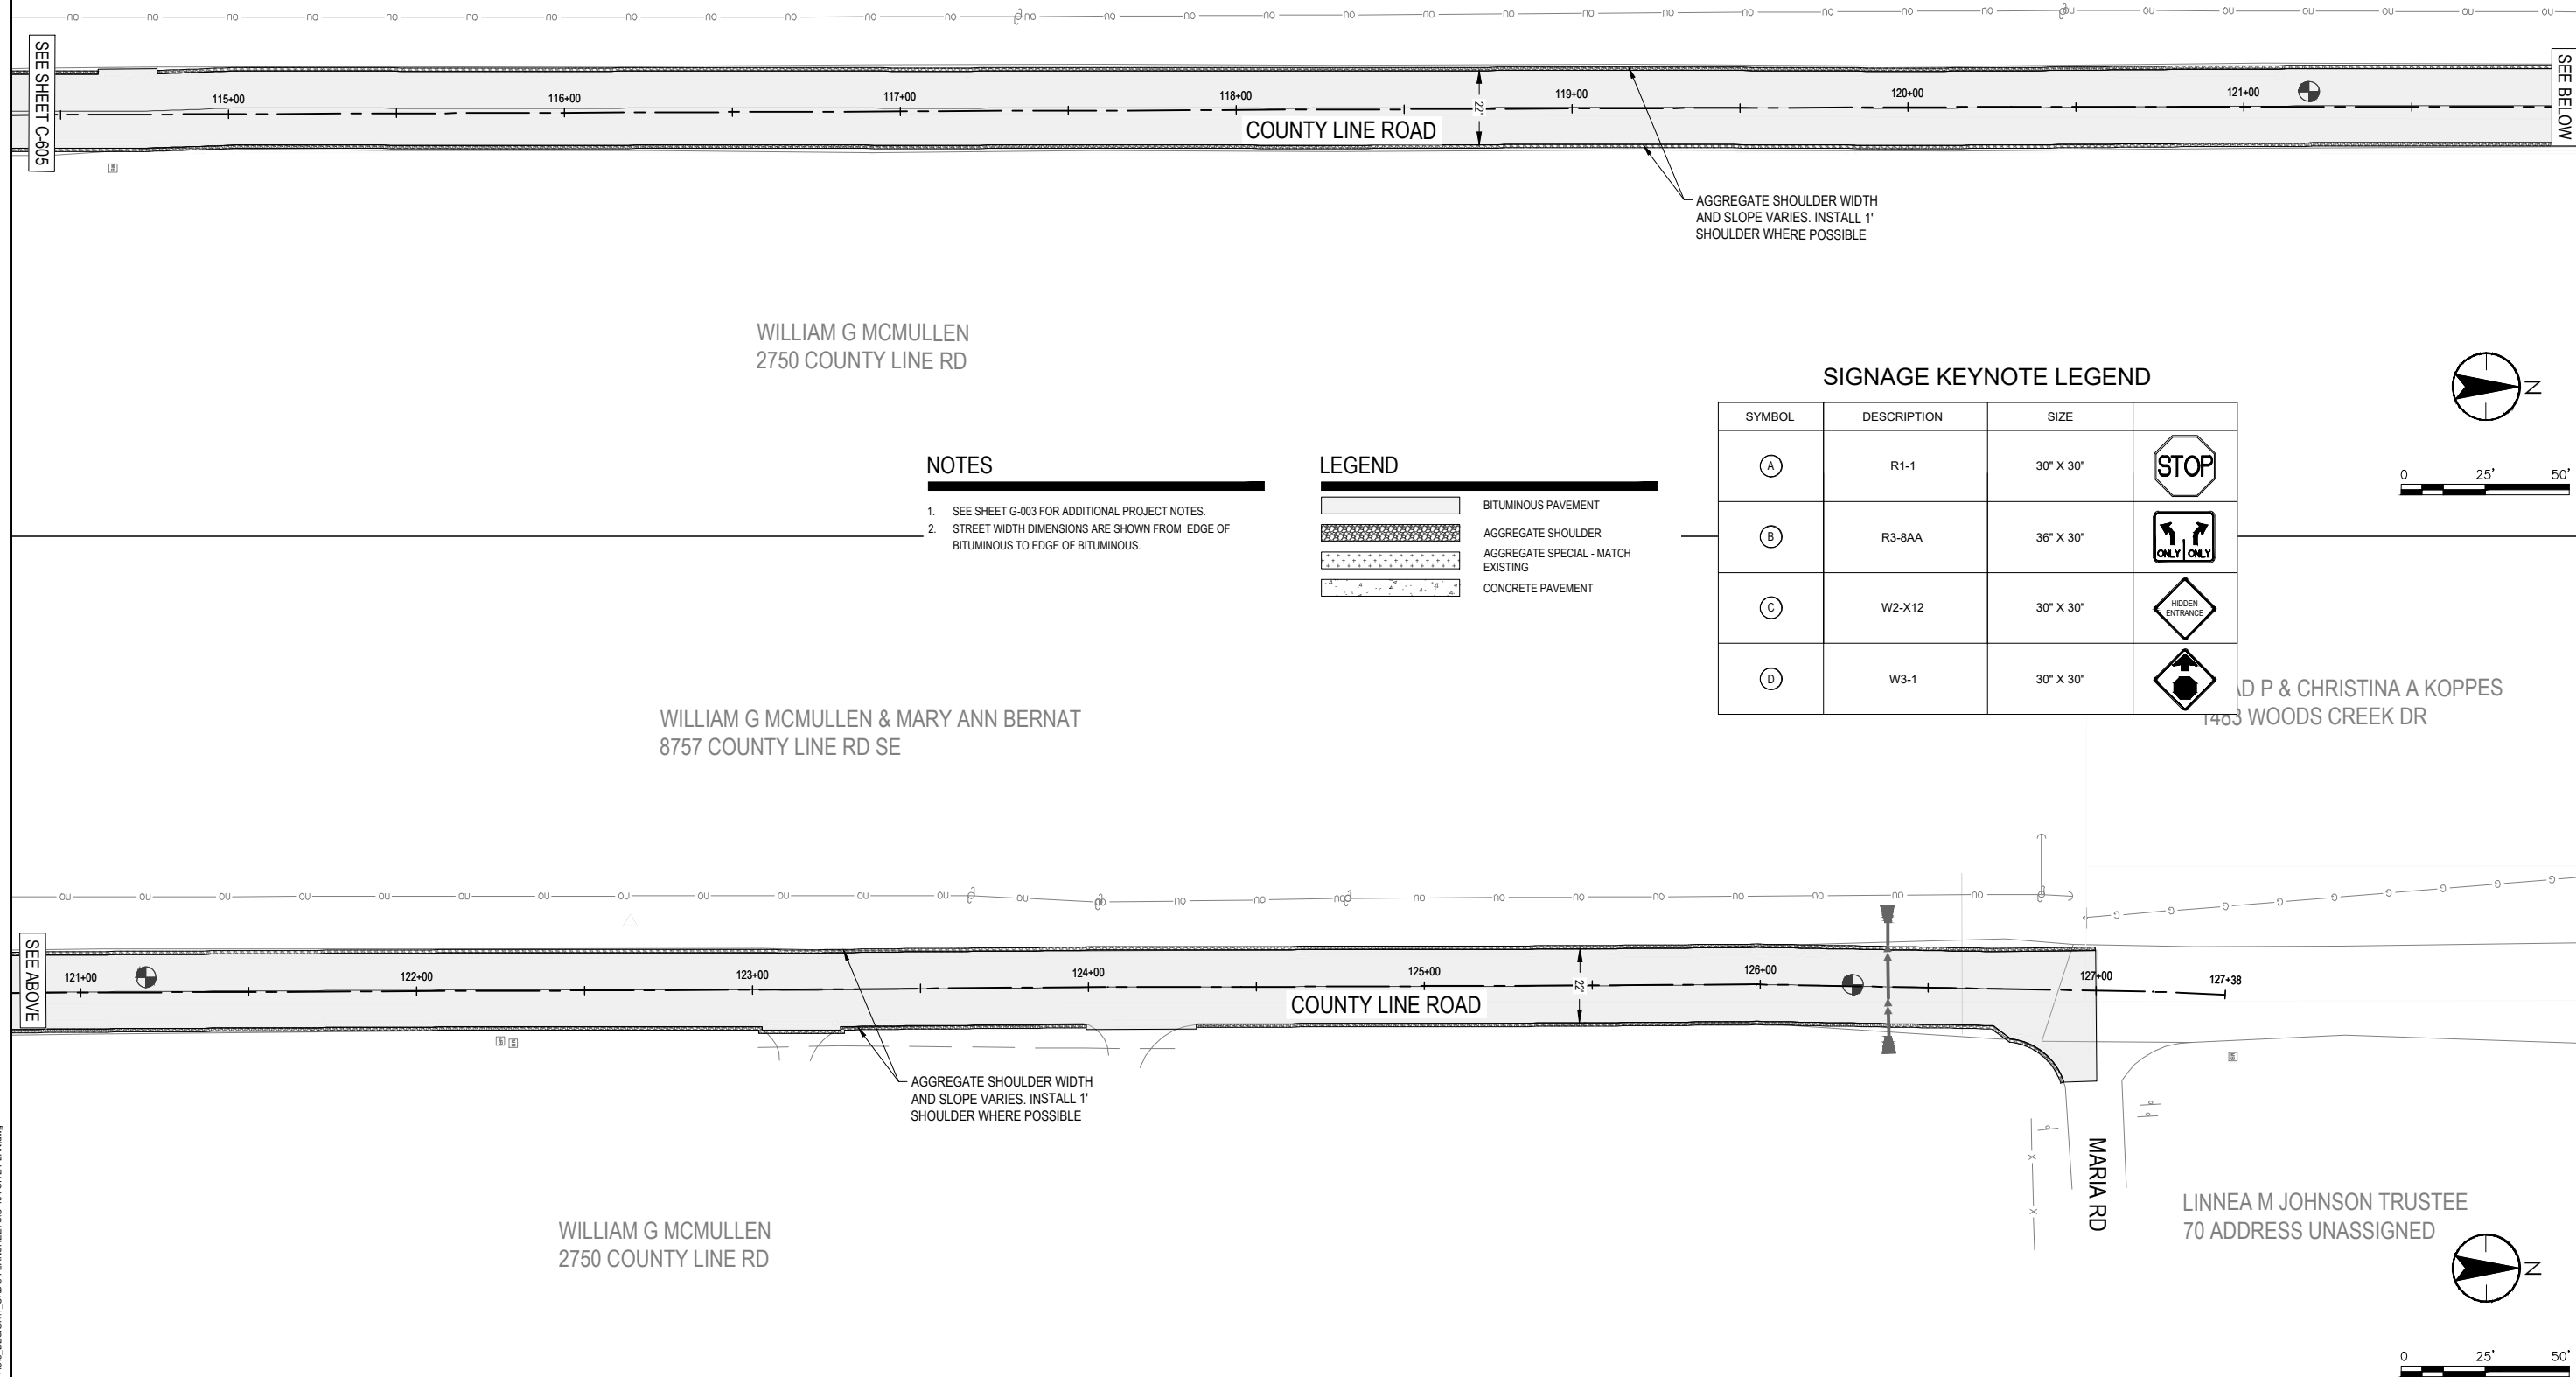 SEE SHEET C-605
115+00
116+00
117+00
118+00
119+00
120+00
121+00
22'
COUNTY LINE ROAD
SEE BELOW
AGGREGATE SHOULDER WIDTH
AND SLOPE VARIES. INSTALL 1'
SHOULDER WHERE POSSIBLE
WILLIAM G MCMULLEN
2750 COUNTY LINE RD
N
0 25' 50'
NOTES
1. SEE SHEET G-003 FOR ADDITIONAL PROJECT NOTES.
2. STREET WIDTH DIMENSIONS ARE SHOWN FROM EDGE OF
BITUMINOUS TO EDGE OF BITUMINOUS.
LEGEND
BITUMINOUS PAVEMENT
AGGREGATE SHOULDER
AGGREGATE SPECIAL - MATCH
EXISTING
CONCRETE PAVEMENT
SIGNAGE KEYNOTE LEGEND
SYMBOL DESCRIPTION SIZE
A R1-1 30" X 30" STOP
B R3-8AA 36" X 30" ONLY ONLY
C W2-X12 30" X 30" HIDDEN
ENTRANCE
D W3-1 30" X 30"
WILLIAM G MCMULLEN & MARY ANN BERNAT
8757 COUNTY LINE RD SE
P & CHRISTINA A KOPPES
1483 WOODS CREEK DR
SEE ABOVE
121+00
122+00
123+00
124+00
125+00
126+00
127+00
127+38
22'
COUNTY LINE ROAD
AGGREGATE SHOULDER WIDTH
AND SLOPE VARIES. INSTALL 1'
SHOULDER WHERE POSSIBLE
MARIA RD
WILLIAM G MCMULLEN
2750 COUNTY LINE RD
LINNEA M JOHNSON TRUSTEE
70 ADDRESS UNASSIGNED
N
0 25' 50'